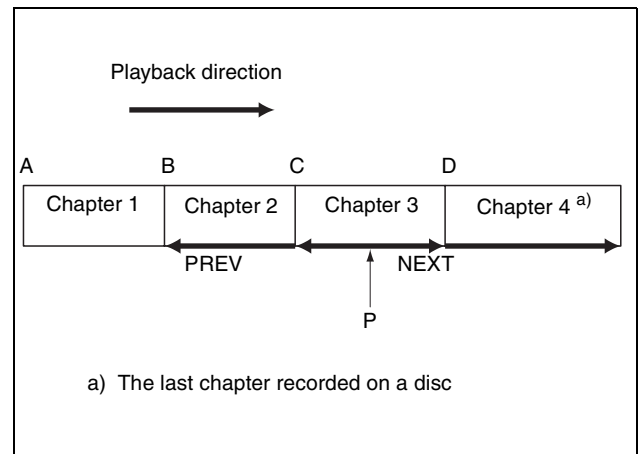 Playback direction
A B C D
Chapter 1 Chapter 2 Chapter 3 Chapter 4 a)
PREV NEXT
P
a) The last chapter recorded on a disc